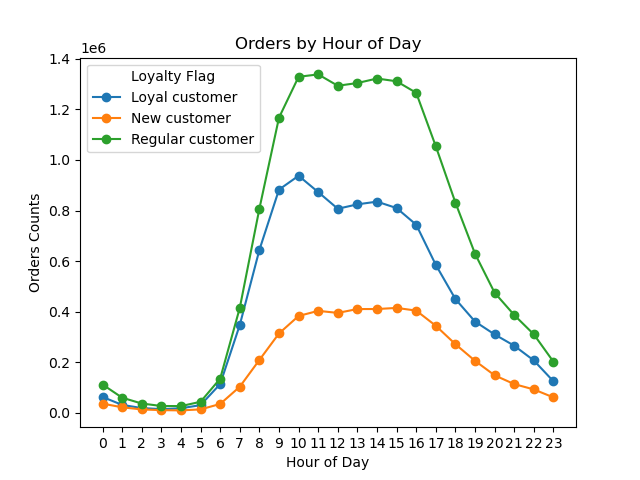 Orders by Hour of Day
1e6
Loyalty Flag
Loyal customer
New customer
Regular customer
Orders Counts
1.4
1.2
1.0
0.8
0.6
0.4
0.2
0.0
0 1 2 3 4 5 6 7 8 9 10 11 12 13 14 15 16 17 18 19 20 21 22 23
Hour of Day